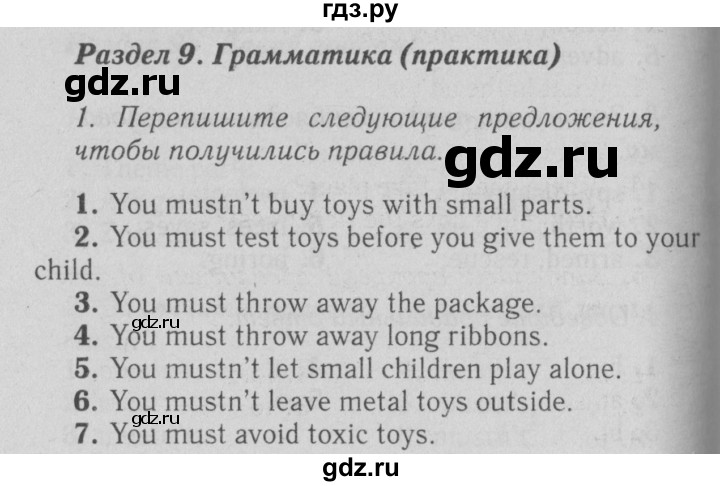 гдз.ру
Раздел 9. Грамматика (практика)
gdz.ru
1. Перепишите следующие предложения,
чтобы получились правила.
gdz.ru
1. You mustn't buy toys with small parts.
2. You must test toys before you give them to your
child.
3. You must throw away the package.
gdz.ru
4. You must throw away long ribbons.
5. You mustn't let small children play alone.
6. You mustn't leave metal toys outside.
gdz.ru
7. You must avoid toxic toys.
gdz.ru